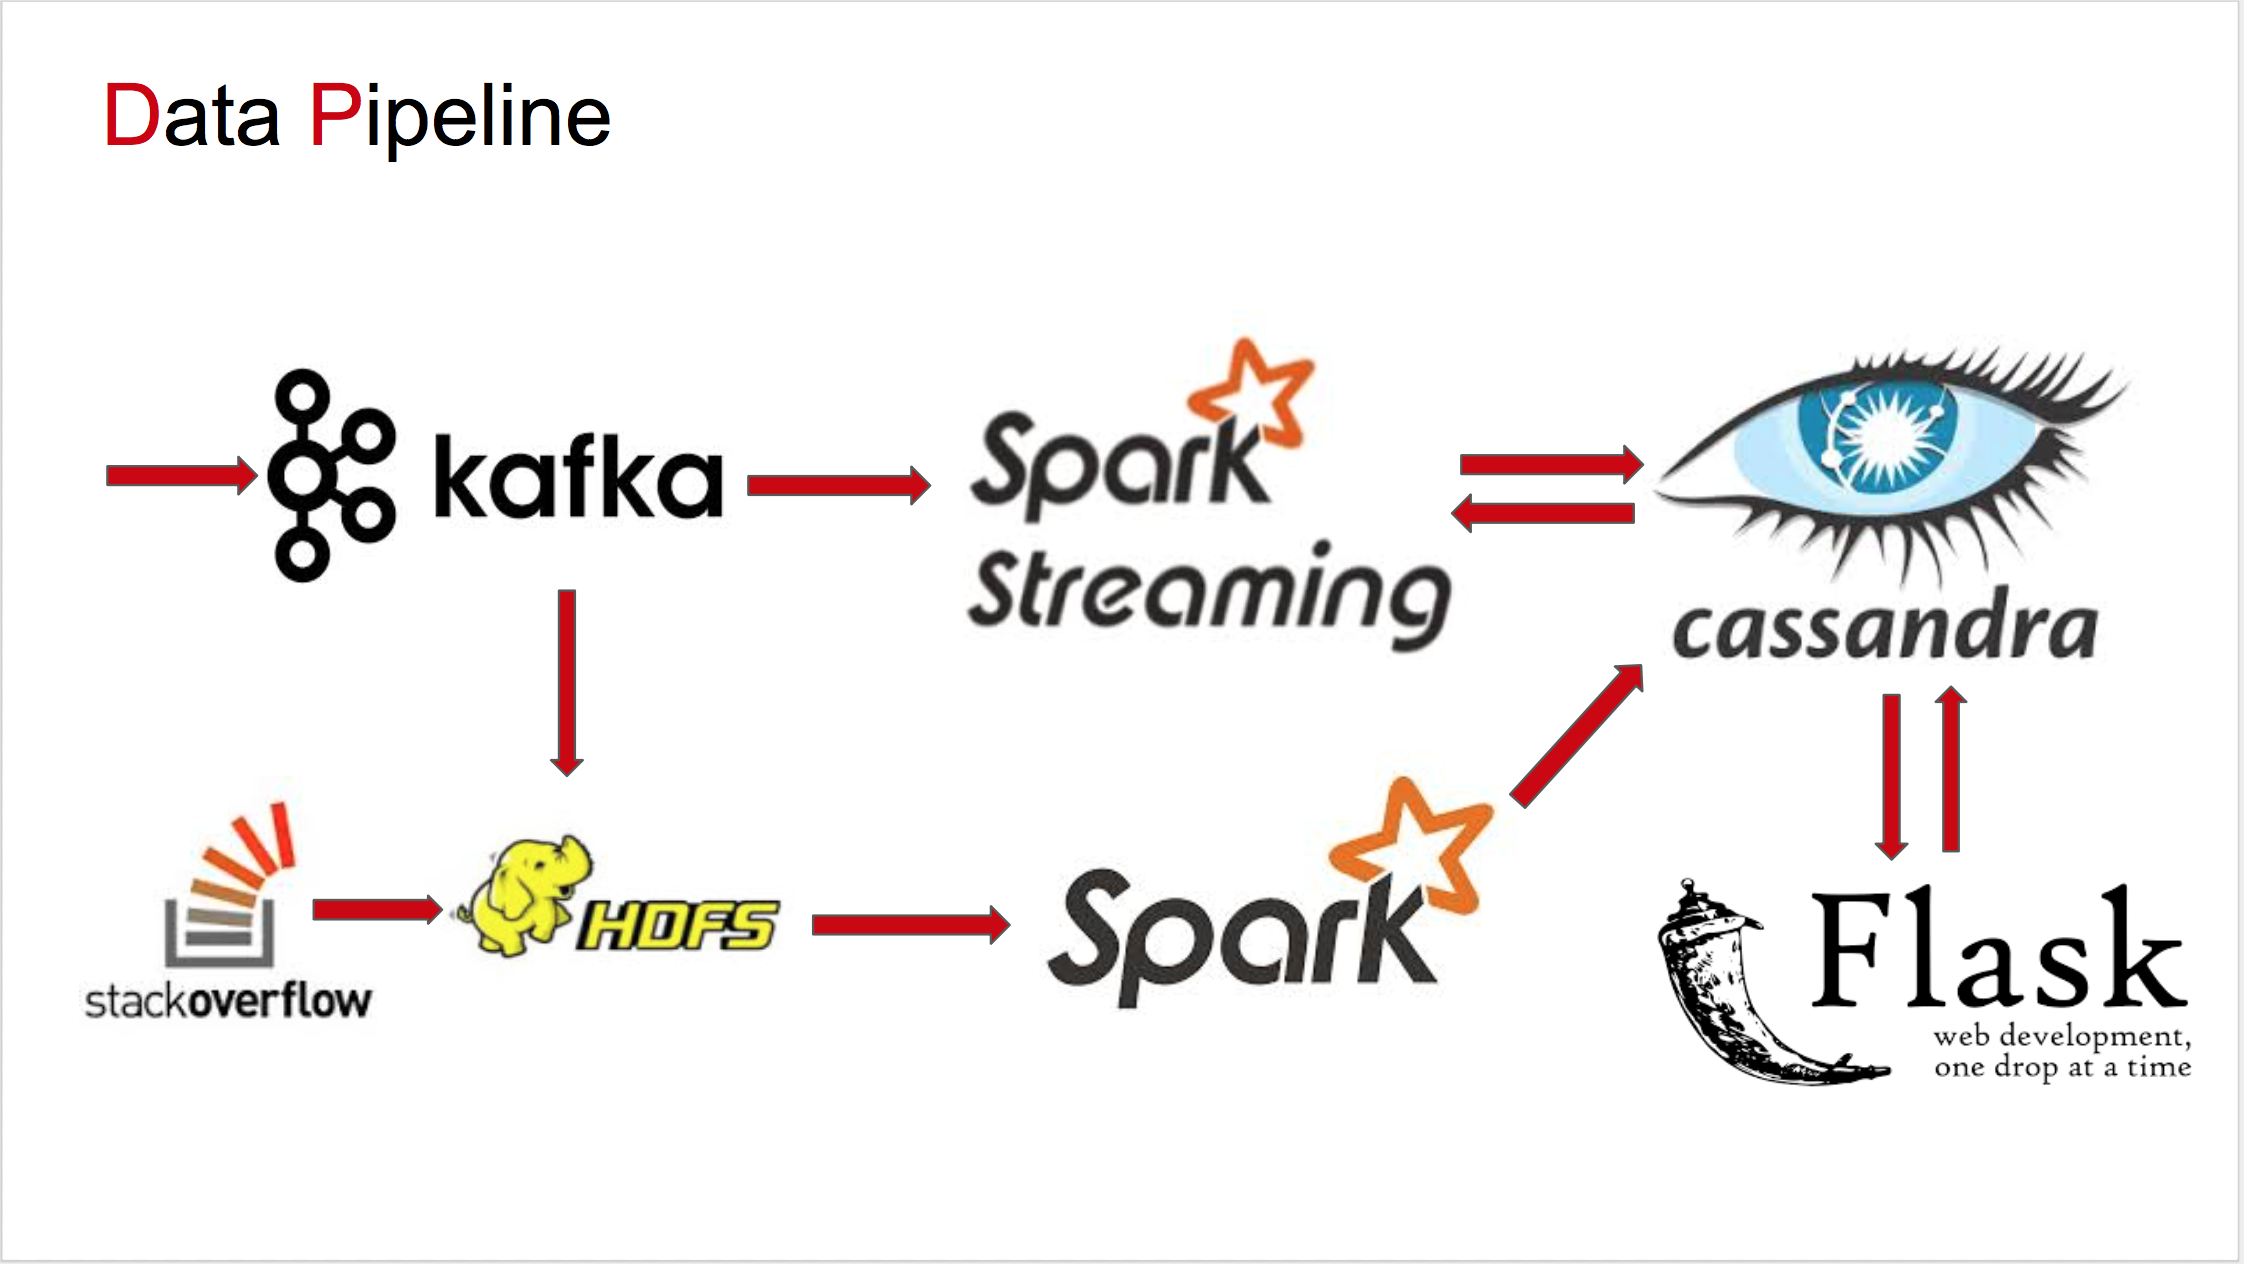 Data Pipeline
kafka
Spark
Streaming
cassandra
stackoverflow
HDFS
Spark
Flask
web development,
one drop at a time